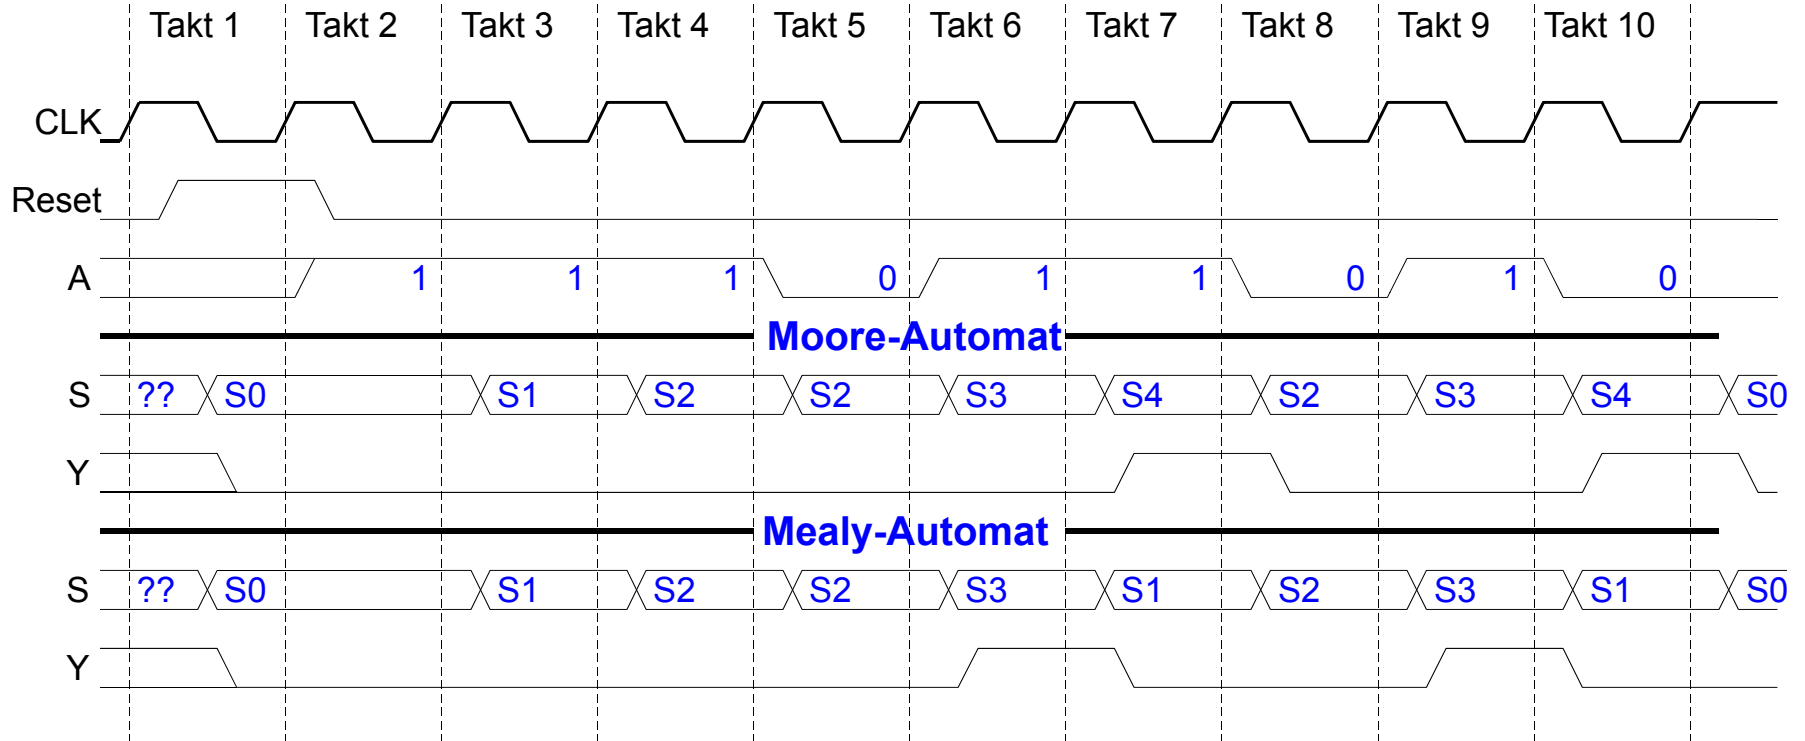 Takt 1 Takt 2 Takt 3 Takt 4 Takt 5 Takt 6 Takt 7 Takt 8 Takt 9 Takt 10
CLK
Reset
A 1 1 1 0 1 1 0 1 0
Moore-Automat
S ?? S0 S1 S2 S2 S3 S4 S2 S3 S4 S0
Y
Mealy-Automat
S ?? S0 S1 S2 S2 S3 S1 S2 S3 S1 S0
Y